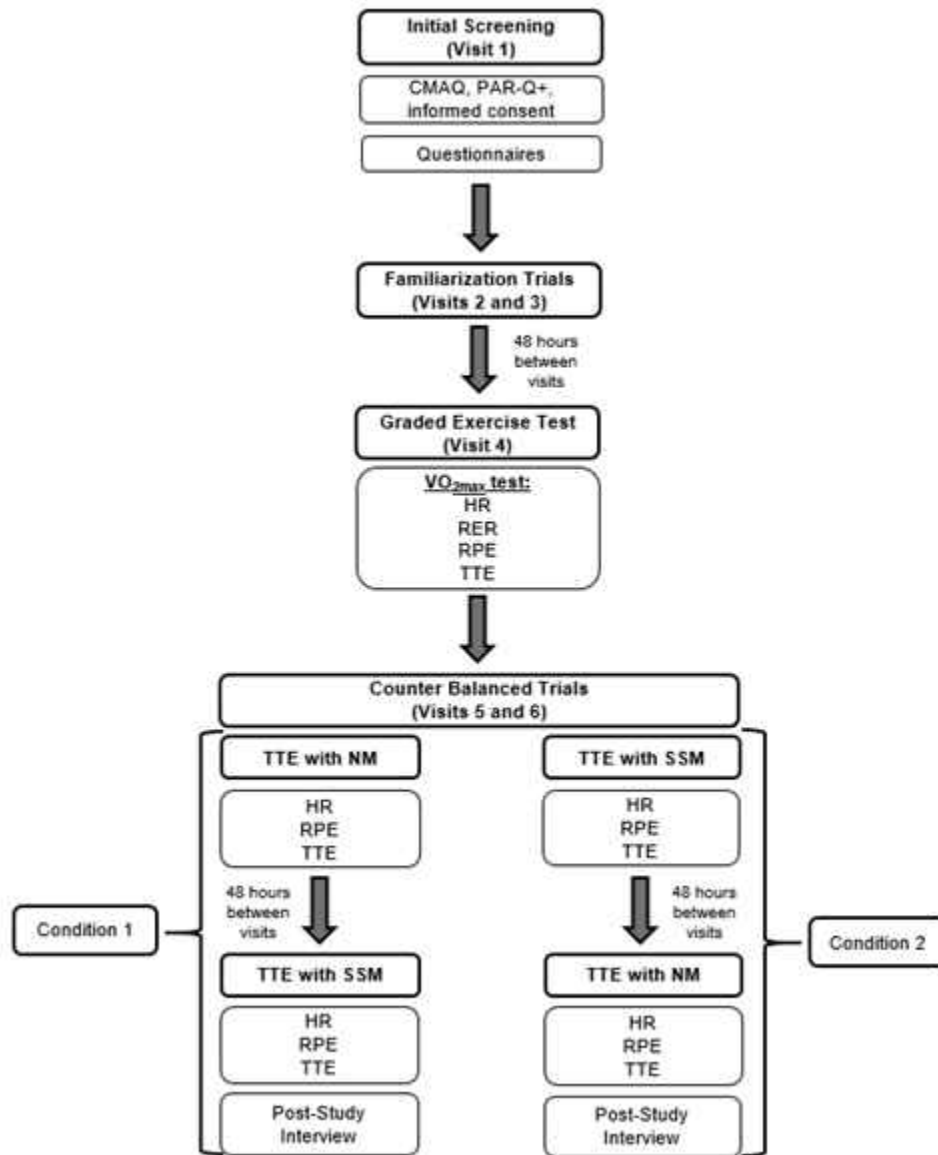 Initial Screening
(Visit 1)
CMAQ, PAR-Q+,
informed consent
Questionnaires
Familiarization Trials
(Visits 2 and 3)
48 hours
between
visits
Graded Exercise Test
(Visit 4)
VO2max test:
HR
RER
RPE
TTE
Counter Balanced Trials
(Visits 5 and 6)
TTE with NM
HR
RPE
TTE
48 hours
between
visits
TTE with SSM
HR
RPE
TTE
Post-Study
Interview
Condition 1
TTE with SSM
HR
RPE
TTE
48 hours
between
visits
TTE with NM
HR
RPE
TTE
Post-Study
Interview
Condition 2